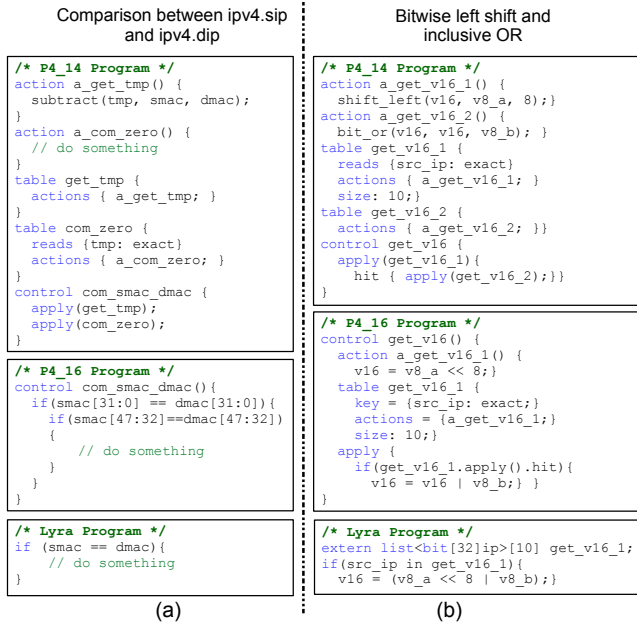 Comparison between ipv4.sip
and ipv4.dip
/* P4_14 Program */
action a_get_tmp() {
subtract(tmp, smac, dmac);
}
action a_com_zero() {
// do something
}
table get_tmp {
actions { a_get_tmp; }
}
table com_zero {
reads {tmp: exact}
actions { a_com_zero; }
}
control com_smac_dmac {
apply(get_tmp);
apply(com_zero);
}
/* P4_16 Program */
control com_smac_dmac(){
if(smac[31:0] == dmac[31:0]){
if(smac[47:32]==dmac[47:32])
{
// do something
}
}
}
/* Lyra Program */
if (smac == dmac){
// do something
}
(a)
Bitwise left shift and
inclusive OR
/* P4_14 Program */
action a_get_v16_1() {
shift_left(v16, v8_a, 8);}
action a_get_v16_2() {
bit_or(v16, v16, v8_b); }
table get_v16_1 {
reads {src_ip: exact}
actions { a_get_v16_1; }
size: 10;}
table get_v16_2 {
actions { a_get_v16_2; }}
control get_v16 {
apply(get_v16_1){
hit { apply(get_v16_2);}}
}
/* P4_16 Program */
control get_v16() {
action a_get_v16_1() {
v16 = v8_a << 8;}
table get_v16_1 {
key = {src_ip: exact;}
actions = {a_get_v16_1;}
size: 10;}
apply {
if(get_v16_1.apply().hit){
v16 = v16 | v8_b;} }
}
/* Lyra Program */
extern list<bit[32]ip>[10] get_v16_1;
if(src_ip in get_v16_1){
v16 = (v8_a << 8 | v8_b);}
(b)